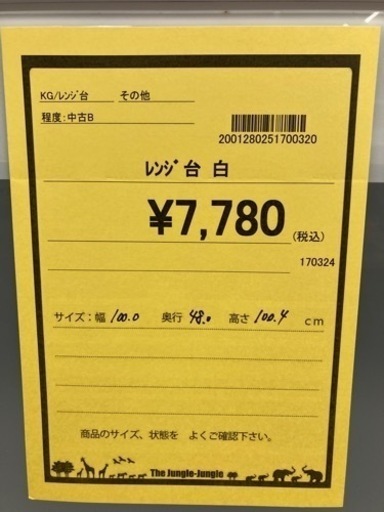 KG/ﾚﾝｼﾞ台 その他
程度:中古B
2001280251700320
ﾚﾝｼﾞ台 白
¥7,780(税込)
170324
サイズ:幅 100.0 奥行 48.0 高さ 100.4 cm
商品のサイズ、状態を よくご確認下さい。
The Jungle-Jungle